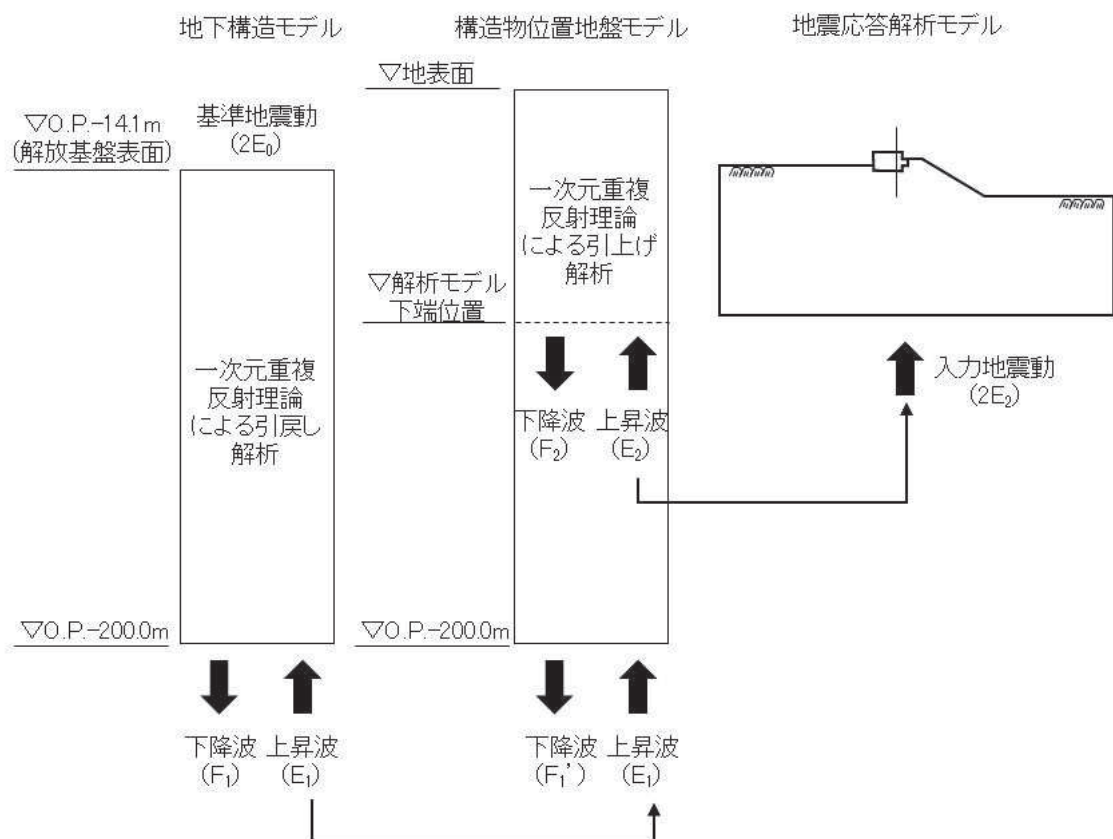 地下構造モデル
構造物位置地盤モデル
地震応答解析モデル
▽O.P.-14.1m
(解放基盤表面)
基準地震動
(2E₀)
一次元重複
反射理論
による引戻し
解析
▽O.P.-200.0m
下降波
(F₁)
上昇波
(E₁)
▽地表面
一次元重複
反射理論
による引上げ
解析
▽解析モデル
下端位置
下降波
(F₂)
上昇波
(E₂)
▽O.P.-200.0m
下降波
(F₁')
上昇波
(E₁)
入力地震動
(2E₂)